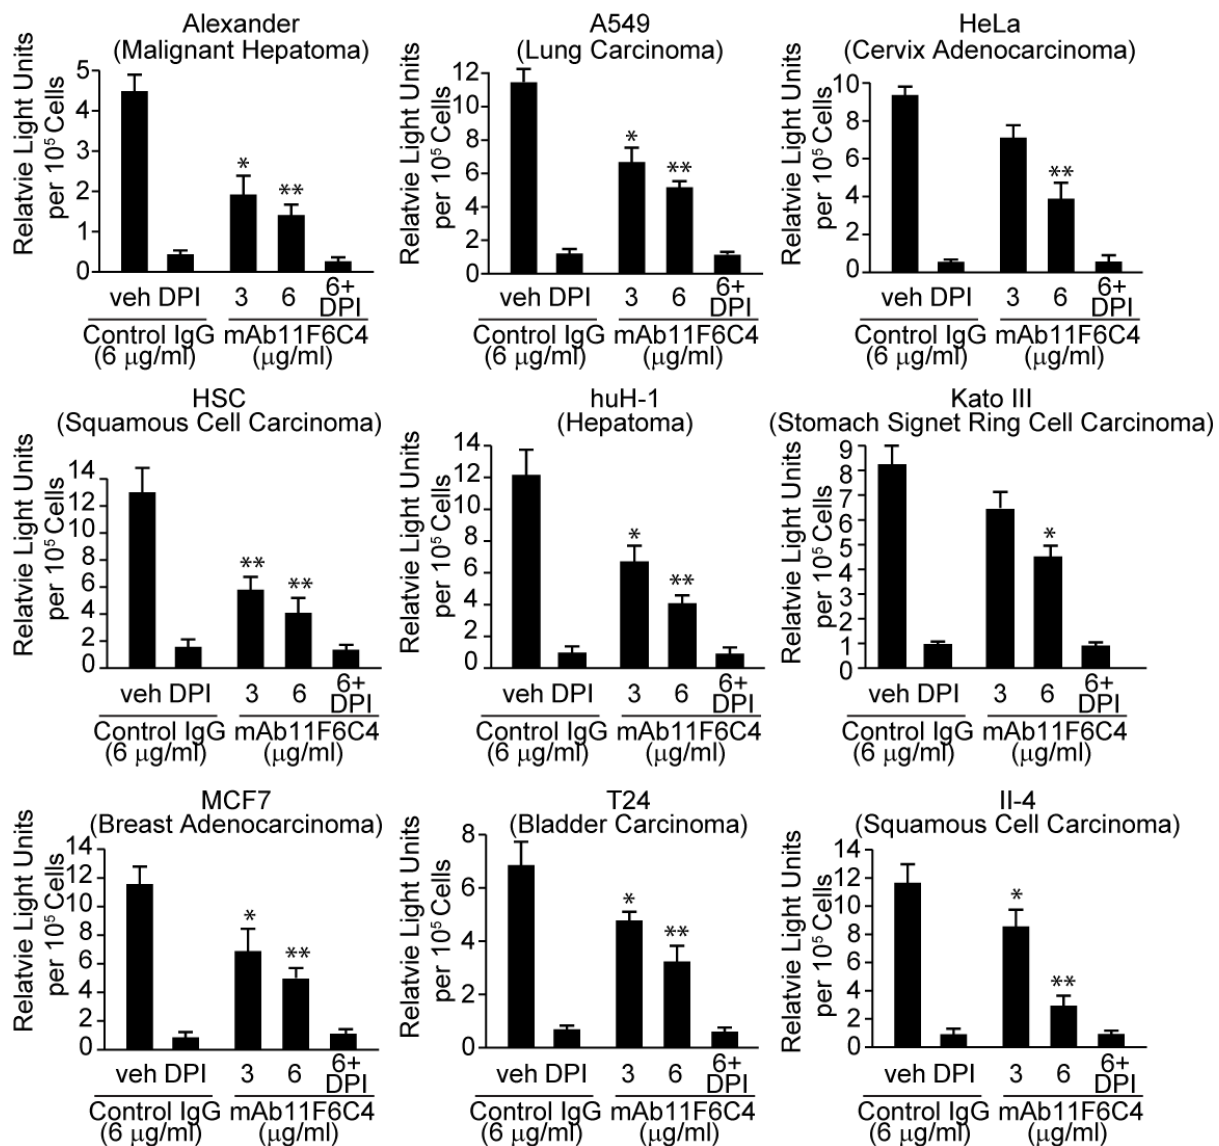 Alexander
(Malignant Hepatoma)
Relatvie Light Units
per 10⁵ Cells
5
4
3
2
1
0
veh DPI 3 6 6+
DPI
Control IgG mAb11F6C4
(6 μg/ml) (μg/ml)
A549
(Lung Carcinoma)
Relatvie Light Units
per 10⁵ Cells
12
10
8
6
4
2
0
* **
veh DPI 3 6 6+
DPI
Control IgG mAb11F6C4
(6 μg/ml) (μg/ml)
HeLa
(Cervix Adenocarcinoma)
Relatvie Light Units
per 10⁵ Cells
10
8
6
4
2
0
**
veh DPI 3 6 6+
DPI
Control IgG mAb11F6C4
(6 μg/ml) (μg/ml)
HSC
(Squamous Cell Carcinoma)
Relatvie Light Units
per 10⁵ Cells
14
12
10
8
6
4
2
0
** **
veh DPI 3 6 6+
DPI
Control IgG mAb11F6C4
(6 μg/ml) (μg/ml)
huH-1
(Hepatoma)
Relatvie Light Units
per 10⁵ Cells
14
12
10
8
6
4
2
0
* **
veh DPI 3 6 6+
DPI
Control IgG mAb11F6C4
(6 μg/ml) (μg/ml)
Kato III
(Stomach Signet Ring Cell Carcinoma)
Relatvie Light Units
per 10⁵ Cells
9
8
7
6
5
4
3
2
1
0
*
veh DPI 3 6 6+
DPI
Control IgG mAb11F6C4
(6 μg/ml) (μg/ml)
MCF7
(Breast Adenocarcinoma)
Relatvie Light Units
per 10⁵ Cells
14
12
10
8
6
4
2
0
* **
veh DPI 3 6 6+
DPI
Control IgG mAb11F6C4
(6 μg/ml) (μg/ml)
T24
(Bladder Carcinoma)
Relatvie Light Units
per 10⁵ Cells
8
6
4
2
0
* **
veh DPI 3 6 6+
DPI
Control IgG mAb11F6C4
(6 μg/ml) (μg/ml)
II-4
(Squamous Cell Carcinoma)
Relatvie Light Units
per 10⁵ Cells
14
12
10
8
6
4
2
0
* **
veh DPI 3 6 6+
DPI
Control IgG mAb11F6C4
(6 μg/ml) (μg/ml)